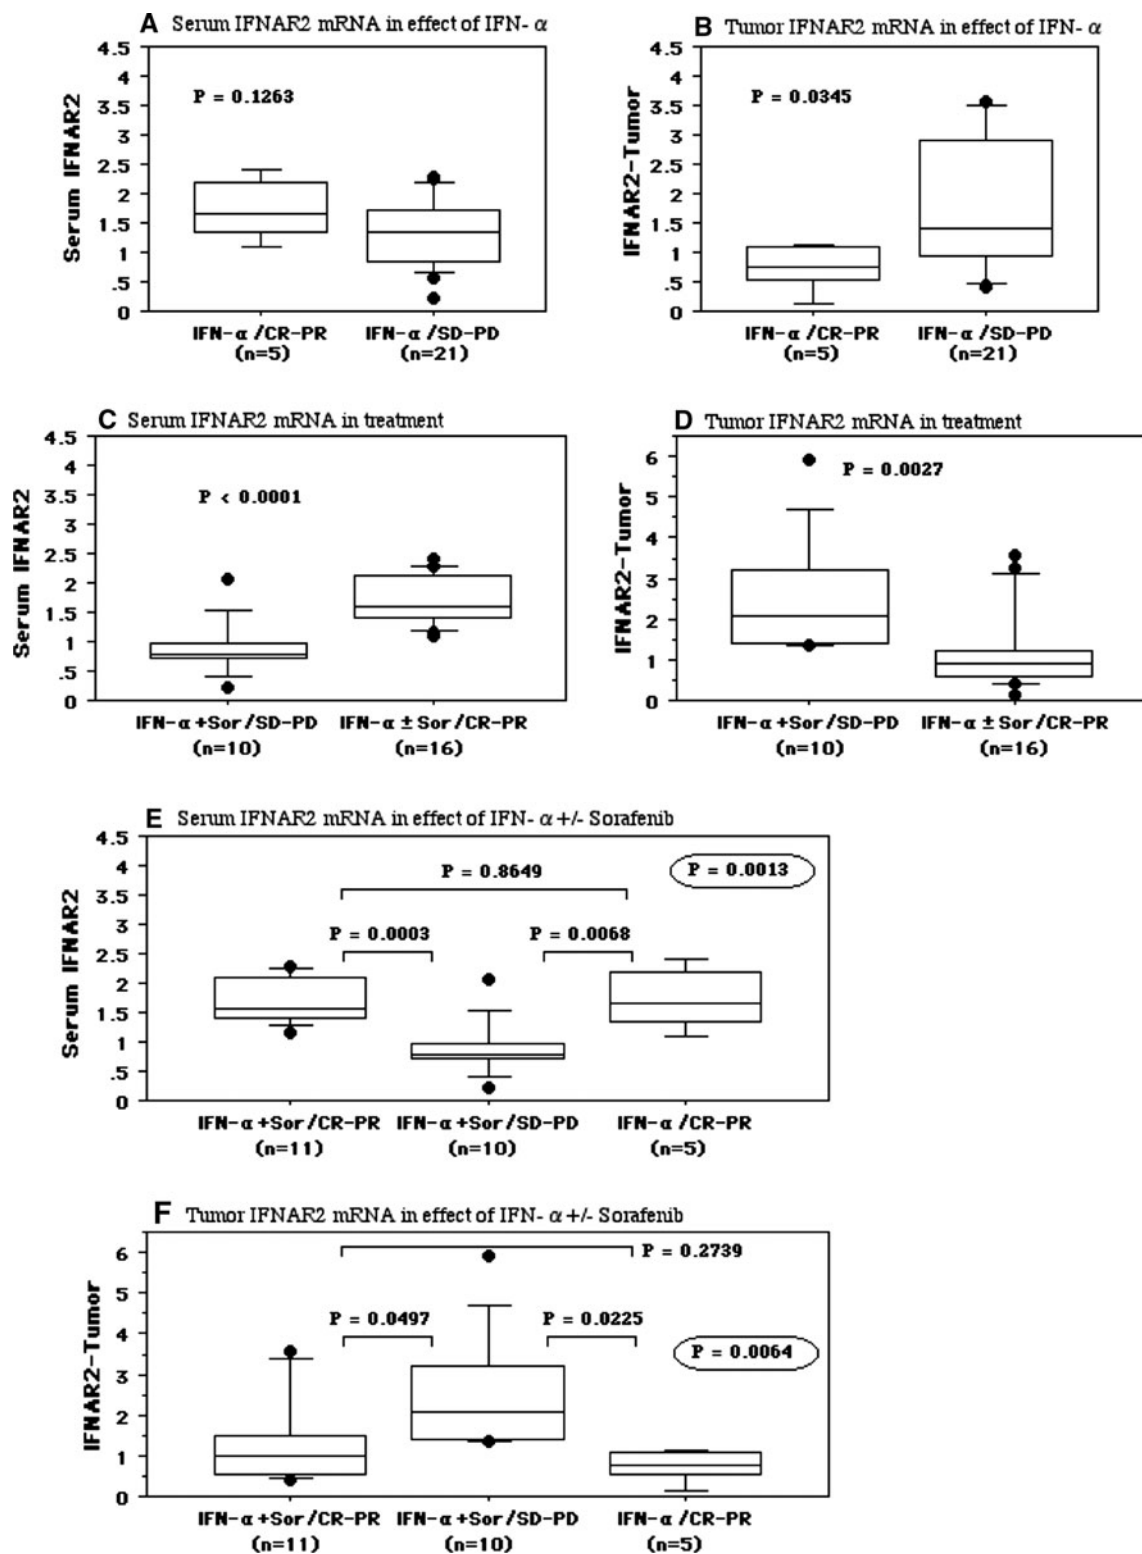 A Serum IFNAR2 mRNA in effect of IFN- α
Serum IFNAR2
4.5
4
3.5
3
2.5
2
1.5
1
.5
0
P = 0.1263
IFN-α/CR-PR
(n=5)
IFN-α/SD-PD
(n=21)
B Tumor IFNAR2 mRNA in effect of IFN- α
IFNAR2-Tumor
4.5
4
3.5
3
2.5
2
1.5
1
.5
0
P = 0.0345
IFN-α/CR-PR
(n=5)
IFN-α/SD-PD
(n=21)
C Serum IFNAR2 mRNA in treatment
Serum IFNAR2
4.5
4
3.5
3
2.5
2
1.5
1
.5
0
P < 0.0001
IFN-α+Sor/SD-PD
(n=10)
IFN-α±Sor/CR-PR
(n=16)
D Tumor IFNAR2 mRNA in treatment
IFNAR2-Tumor
6
5
4
3
2
1
0
P = 0.0027
IFN-α+Sor/SD-PD
(n=10)
IFN-α±Sor/CR-PR
(n=16)
E Serum IFNAR2 mRNA in effect of IFN- α+/- Sorafenib
Serum IFNAR2
4.5
4
3.5
3
2.5
2
1.5
1
.5
0
P = 0.8649
P = 0.0013
P = 0.0003
P = 0.0068
IFN-α+Sor/CR-PR
(n=11)
IFN-α+Sor/SD-PD
(n=10)
IFN-α/CR-PR
(n=5)
F Tumor IFNAR2 mRNA in effect of IFN- α+/- Sorafenib
IFNAR2-Tumor
6
5
4
3
2
1
0
P = 0.2739
P = 0.0497
P = 0.0225
P = 0.0064
IFN-α+Sor/CR-PR
(n=11)
IFN-α+Sor/SD-PD
(n=10)
IFN-α/CR-PR
(n=5)